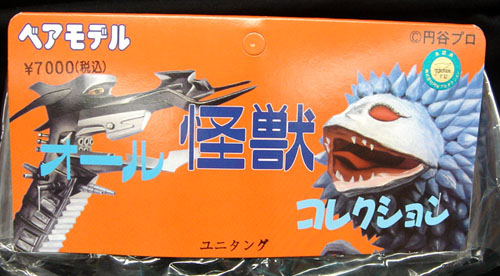 ベアモデル
¥7000(税込)
©円谷プロ
オール
怪獣
コレクション
ユニタング